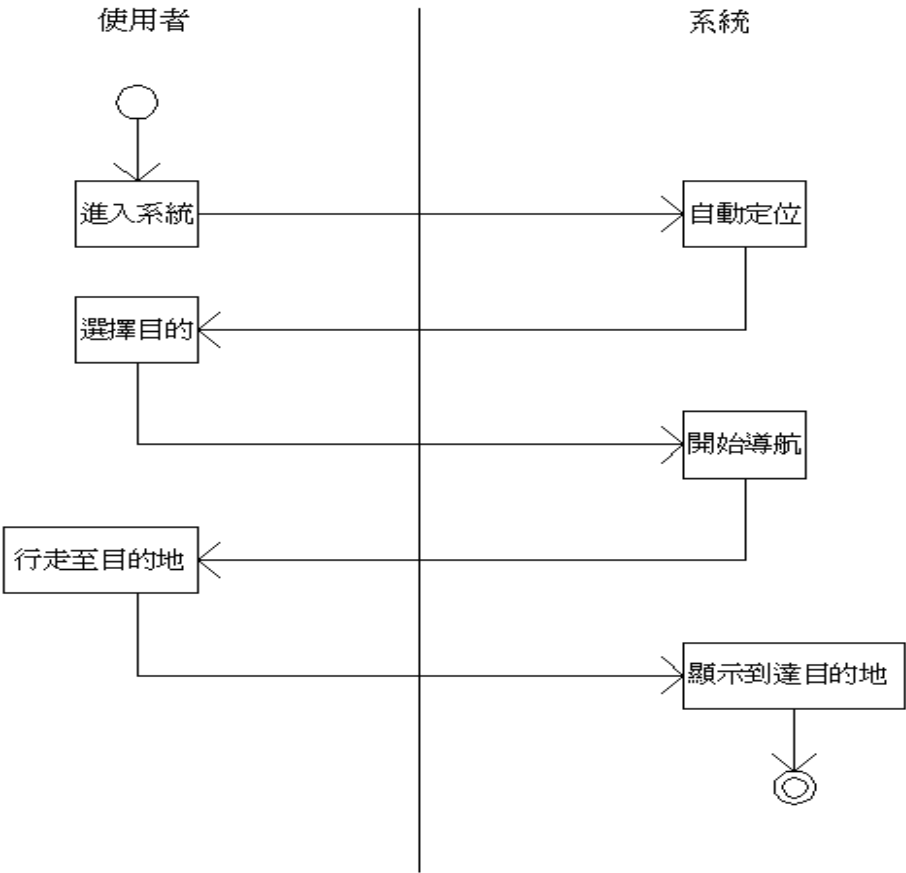 使用者
系統
進入系統
自動定位
選擇目的
開始導航
行走至目的地
顯示到達目的地